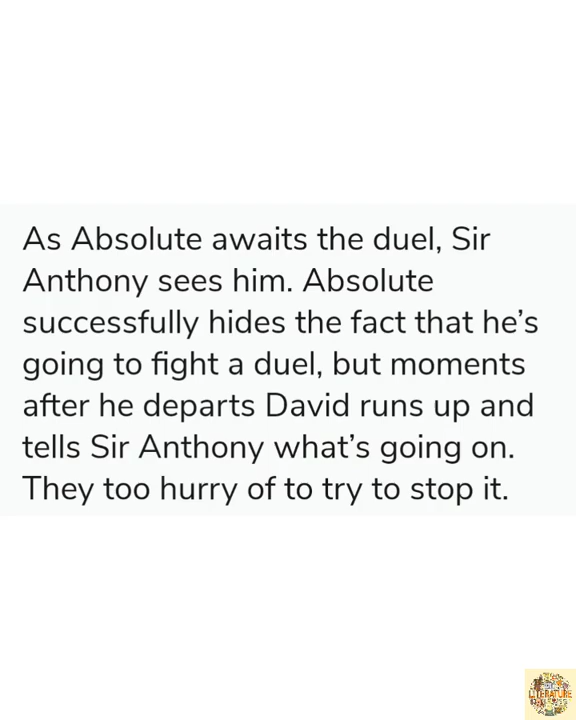 As Absolute awaits the duel, Sir
Anthony sees him. Absolute
successfully hides the fact that he’s
going to fight a duel, but moments
after he departs David runs up and
tells Sir Anthony what’s going on.
They too hurry of to try to stop it.
LITERATURE